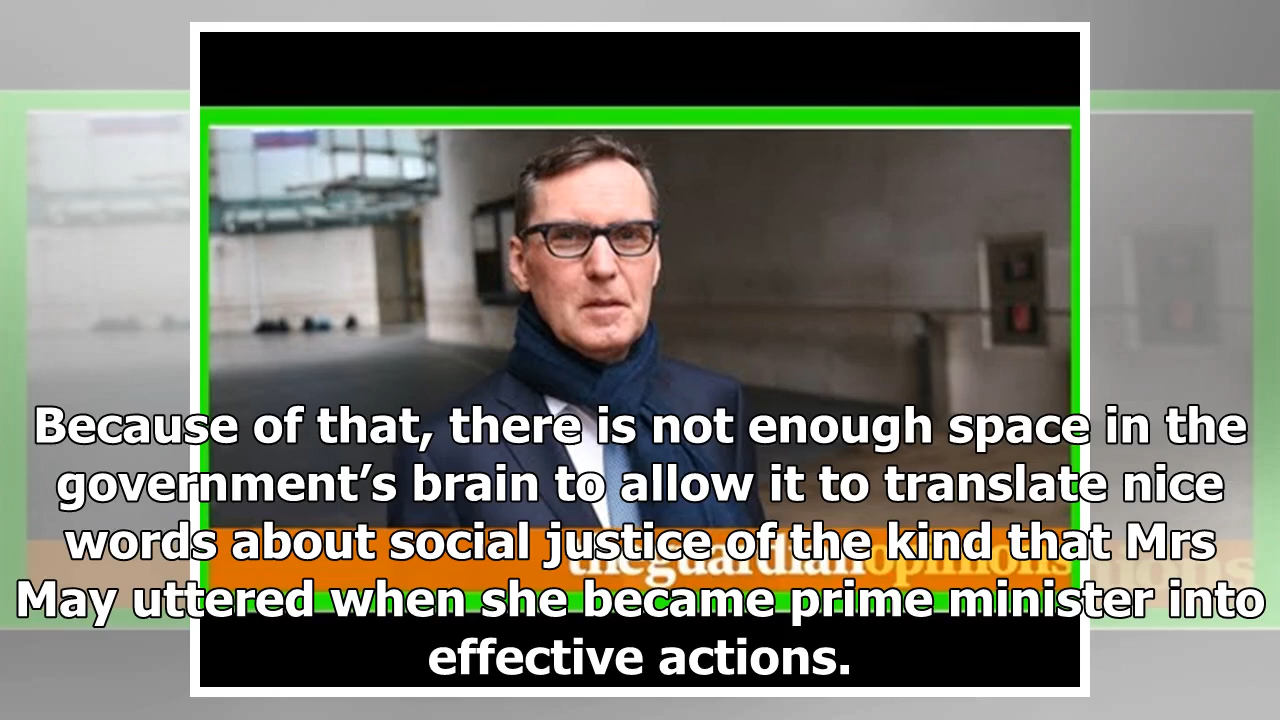 Because of that, there is not enough space in the
government’s brain to allow it to translate nice
words about social justice of the kind that Mrs
May uttered when she became prime minister into
effective actions.
theguardianopinions